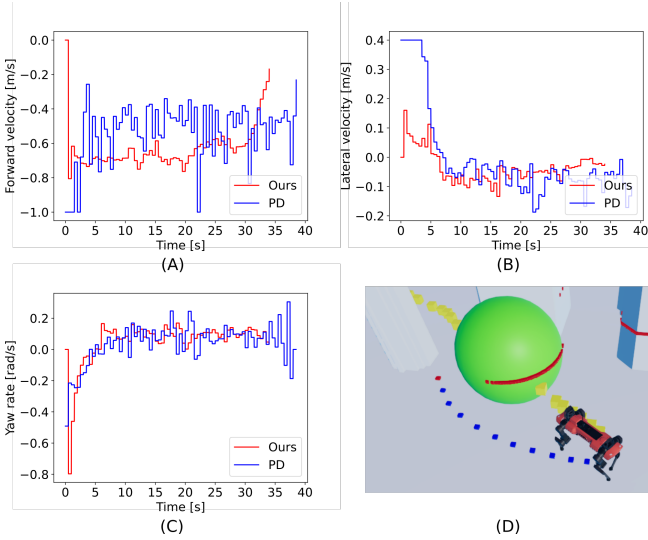 0.0
−0.2
−0.4
−0.6
−0.8
−1.0
Forward velocity [m/s]
0 5 10 15 20 25 30 35 40
Time [s]
Ours
PD
(A)
0.4
0.3
0.2
0.1
0.0
−0.1
−0.2
Lateral velocity [m/s]
0 5 10 15 20 25 30 35 40
Time [s]
Ours
PD
(B)
0.2
0.0
−0.2
−0.4
−0.6
−0.8
Yaw rate [rad/s]
0 5 10 15 20 25 30 35 40
Time [s]
Ours
PD
(C)
(D)